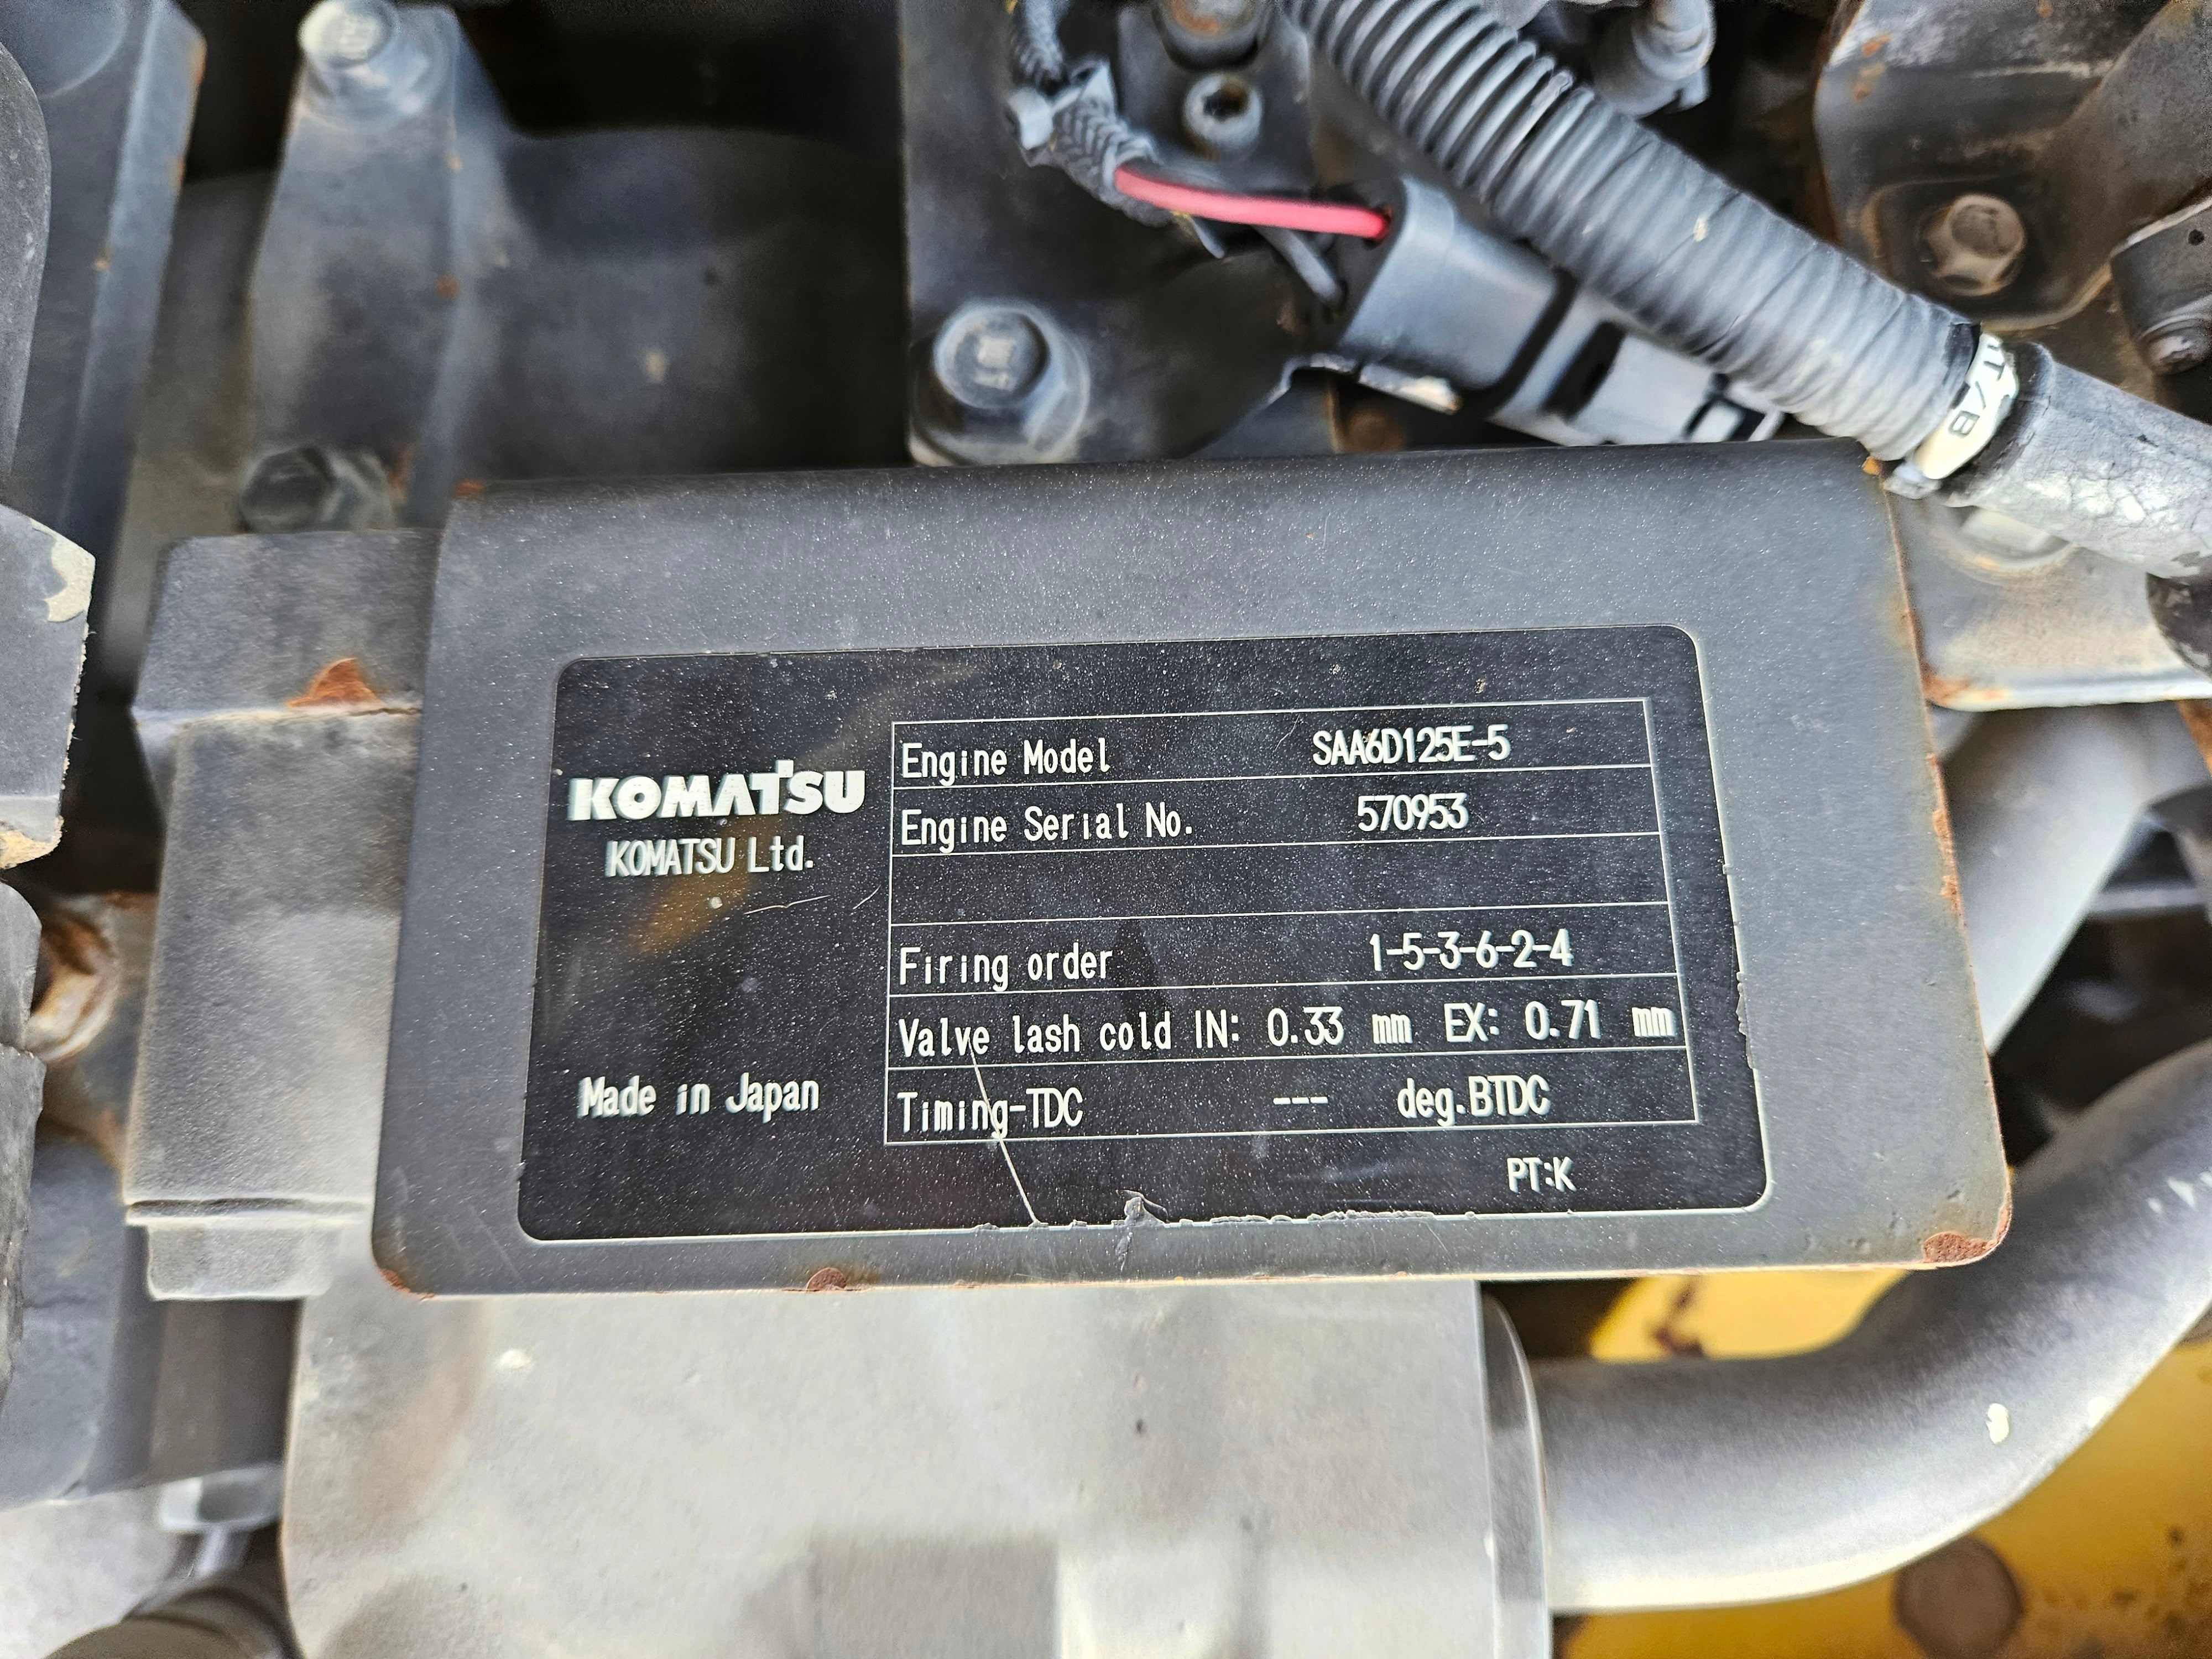 KOMATSU
KOMATSU Ltd.
Made in Japan
Engine Model SAA6D125E-5
Engine Serial No. 570953
Firing order 1-5-3-6-2-4
Valve lash cold IN: 0.33 mm EX: 0.71 mm
Timing-TDC --- deg.BTDC
PT:K